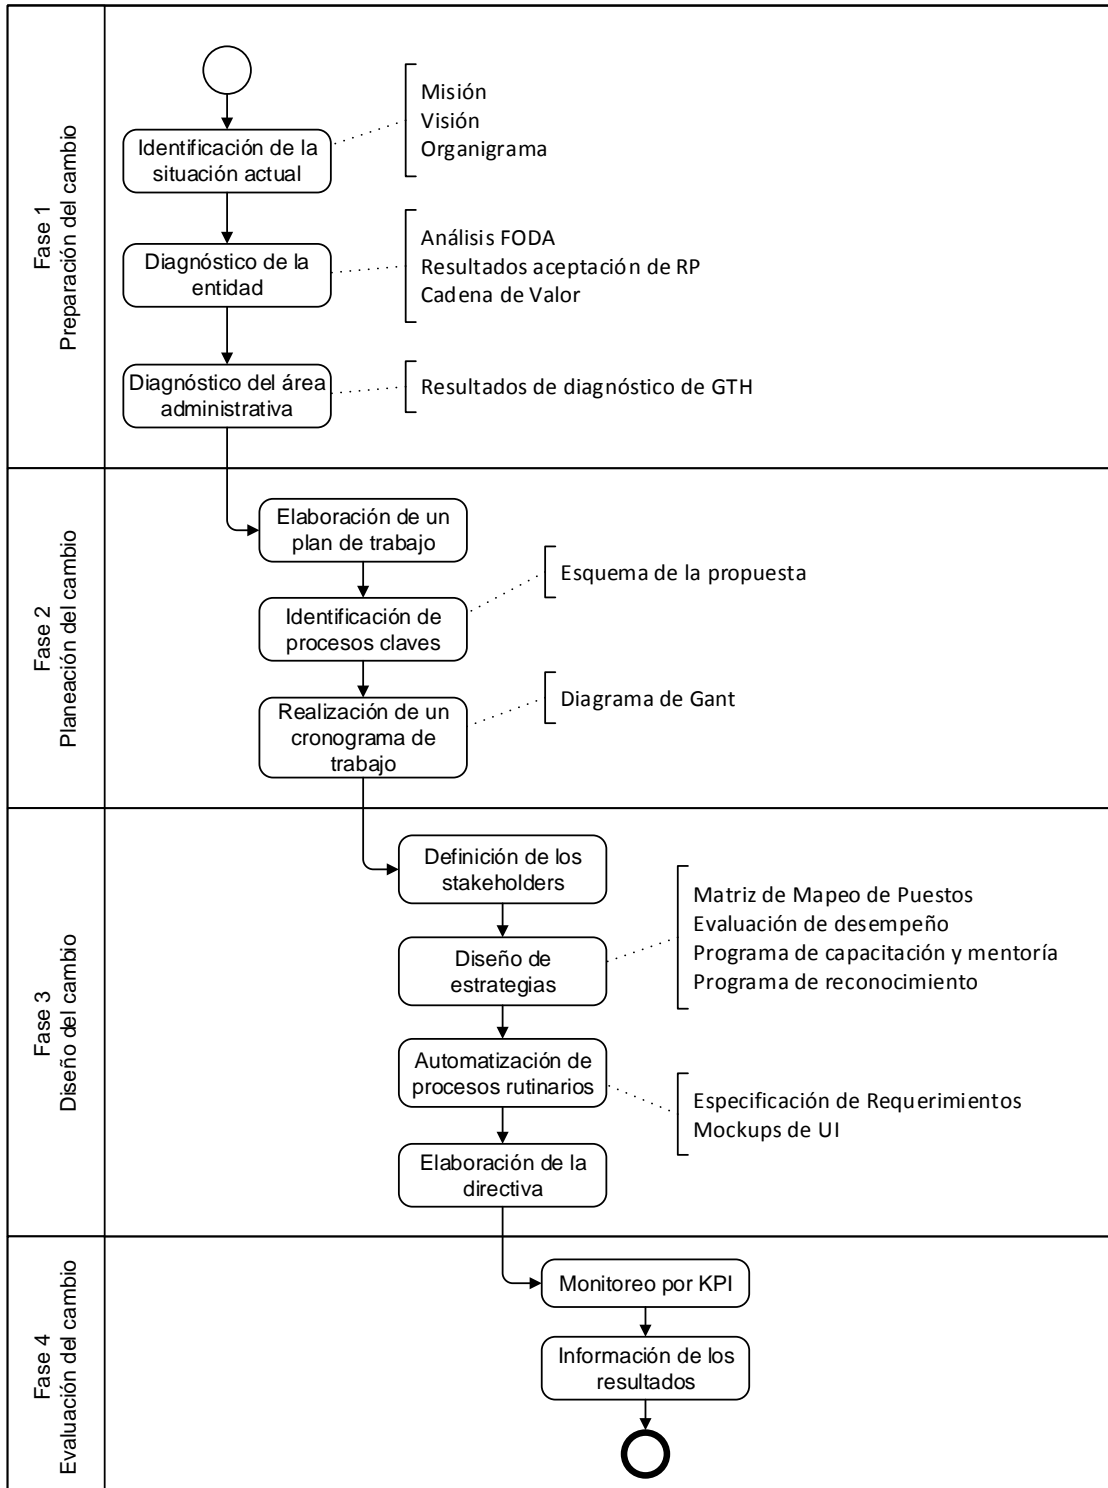 Fase 1
Preparación del cambio
Identificación de la
situación actual
Misión
Visión
Organigrama
Diagnóstico de la
entidad
Análisis FODA
Resultados aceptación de RP
Cadena de Valor
Diagnóstico del área
administrativa
Resultados de diagnóstico de GTH
Fase 2
Planeación del cambio
Elaboración de un
plan de trabajo
Identificación de
procesos claves
Esquema de la propuesta
Realización de un
cronograma de
trabajo
Diagrama de Gant
Fase 3
Diseño del cambio
Definición de los
stakeholders
Diseño de
estrategias
Matriz de Mapeo de Puestos
Evaluación de desempeño
Programa de capacitación y mentoría
Programa de reconocimiento
Automatización de
procesos rutinarios
Especificación de Requerimientos
Mockups de UI
Elaboración de la
directiva
Fase 4
Evaluación del cambio
Monitoreo por KPI
Información de los
resultados